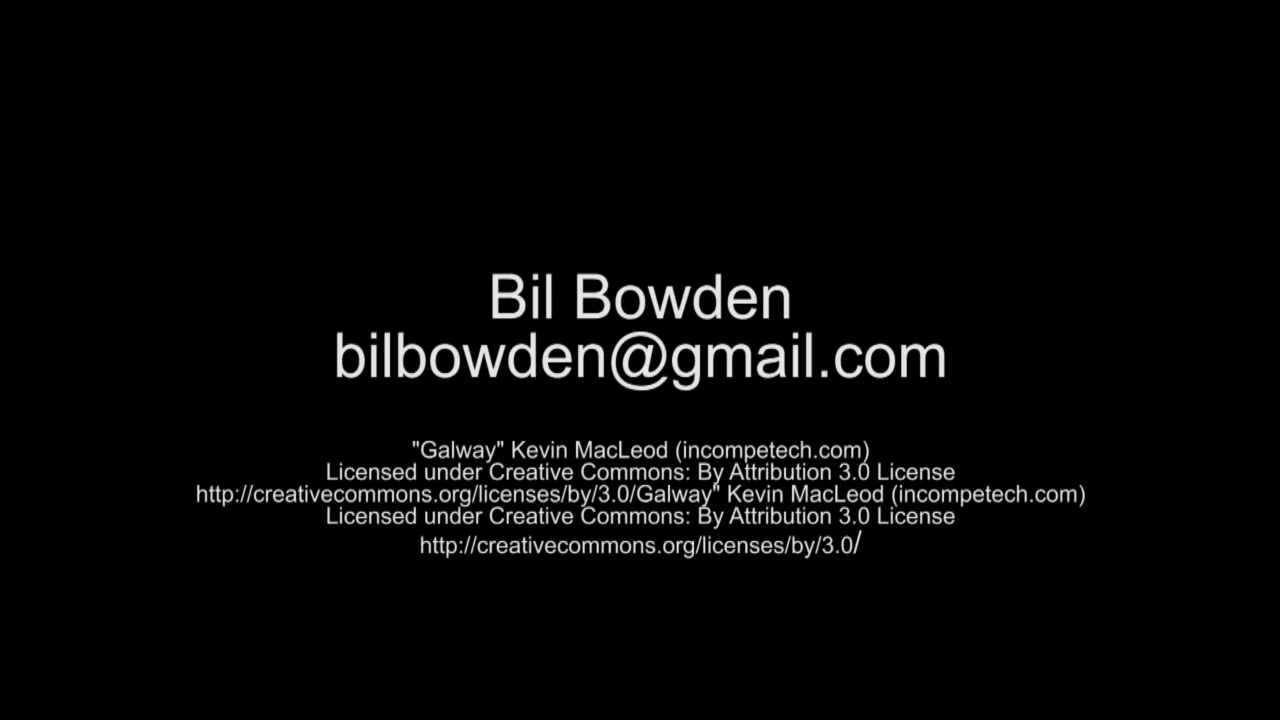 Bil Bowden
bilbowden@gmail.com
"Galway" Kevin MacLeod (incompetech.com)
Licensed under Creative Commons: By Attribution 3.0 License
http://creativecommons.org/licenses/by/3.0/Galway" Kevin MacLeod (incompetech.com)
Licensed under Creative Commons: By Attribution 3.0 License
http://creativecommons.org/licenses/by/3.0/